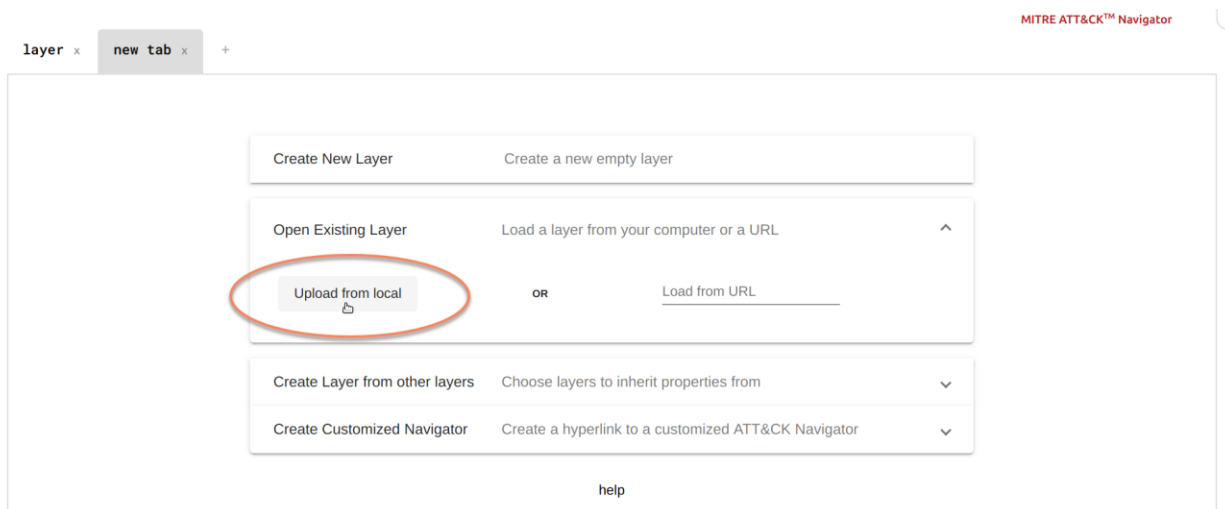 MITRE ATT&CK™ Navigator
layer x new tab x +
Create New Layer Create a new empty layer
Open Existing Layer Load a layer from your computer or a URL
Upload from local OR Load from URL
Create Layer from other layers Choose layers to inherit properties from
Create Customized Navigator Create a hyperlink to a customized ATT&CK Navigator
help